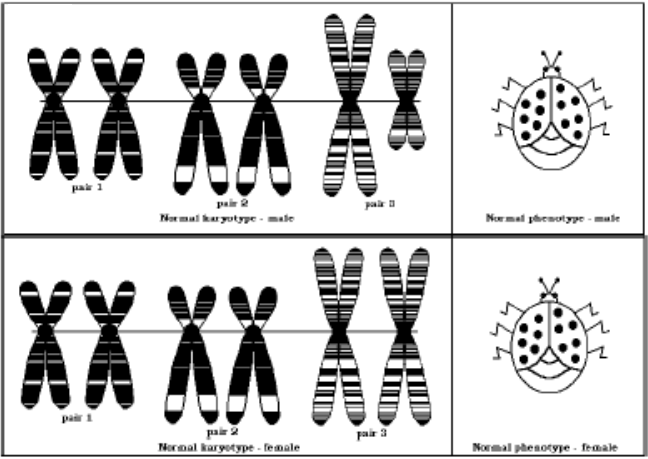 pair 1
pair 2
pair 3
Normal karyotype - male
Normal phenotype - male
pair 1
pair 2
pair 3
Normal karyotype - female
Normal phenotype - female